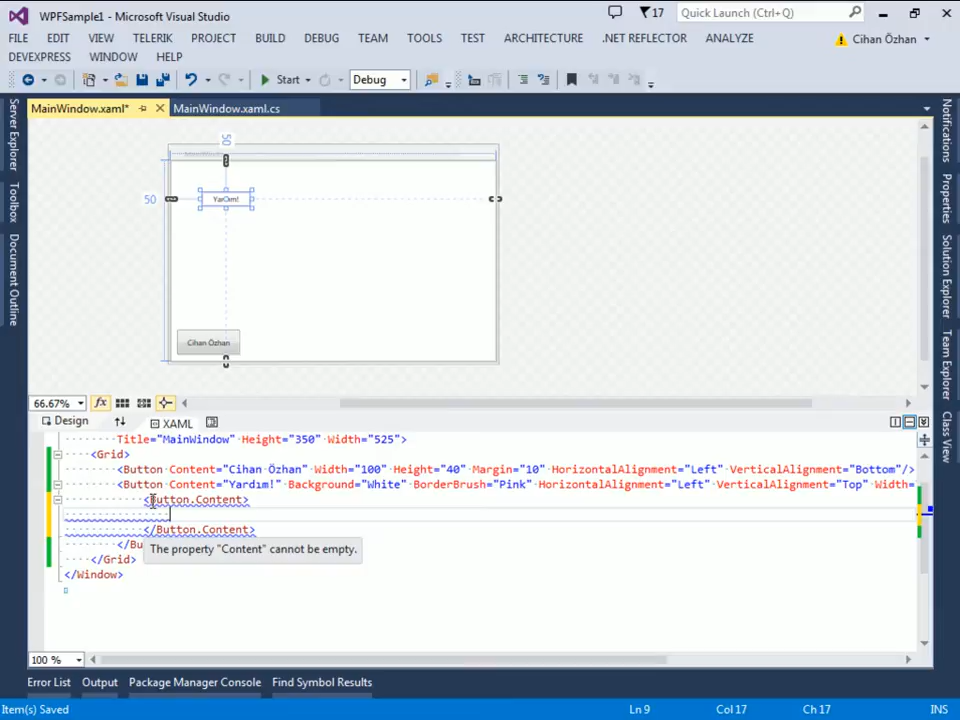 WPFSample1 - Microsoft Visual Studio
17
Quick Launch (Ctrl+Q)
FILE EDIT VIEW TELERIK PROJECT BUILD DEBUG TEAM TOOLS TEST ARCHITECTURE .NET REFLECTOR ANALYZE
Cihan Özhan
DEVEXPRESS WINDOW HELP
Start
Debug
MainWindow.xaml*
MainWindow.xaml.cs
Server Explorer
Toolbox
Document Outline
Notifications
Properties
Solution Explorer
Team Explorer
Class View
50
MainWindow
50
Yardım!
Cihan Özhan
66.67%
Design
XAML
Title="MainWindow" Height="350" Width="525">
<Grid>
<Button Content="Cihan Özhan" Width="100" Height="40" Margin="10" HorizontalAlignment="Left" VerticalAlignment="Bottom"/>
<Button Content="Yardım!" Background="White" BorderBrush="Pink" HorizontalAlignment="Left" VerticalAlignment="Top" Width=
<Button.Content>
</Button.Content>
</Bu
The property "Content" cannot be empty.
</Grid>
</Window>
100 %
Error List Output Package Manager Console Find Symbol Results
Item(s) Saved
Ln 9 Col 17 Ch 17 INS